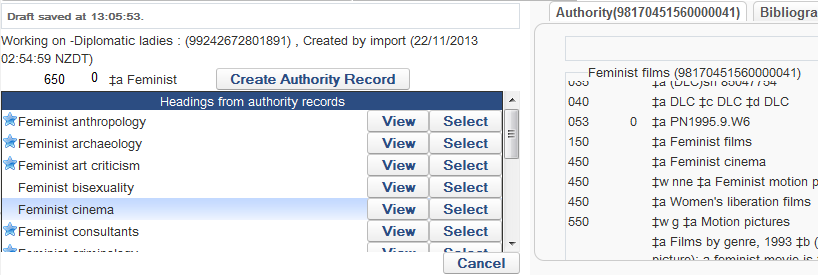 Draft saved at 13:05:53.
Working on -Diplomatic ladies : (99242672801891) , Created by import (22/11/2013
02:54:59 NZDT)
650 0 ‡a Feminist Create Authority Record
Headings from authority records
Feminist anthropology View Select
Feminist archaeology View Select
Feminist art criticism View Select
Feminist bisexuality View Select
Feminist cinema View Select
Feminist consultants View Select
Feminist criminology View Select
Cancel
Authority(98170451560000041) Bibliogra
Feminist films (98170451560000041)
035 ‡a (DLC)sh 85047754
040 ‡a DLC ‡c DLC ‡d DLC
053 0 ‡a PN1995.9.W6
150 ‡a Feminist films
450 ‡a Feminist cinema
450 ‡w nne ‡a Feminist motion p
450 ‡a Women's liberation films
550 ‡w g ‡a Motion pictures
‡a Films by genre, 1993 ‡b (
picture): a feminist movie is